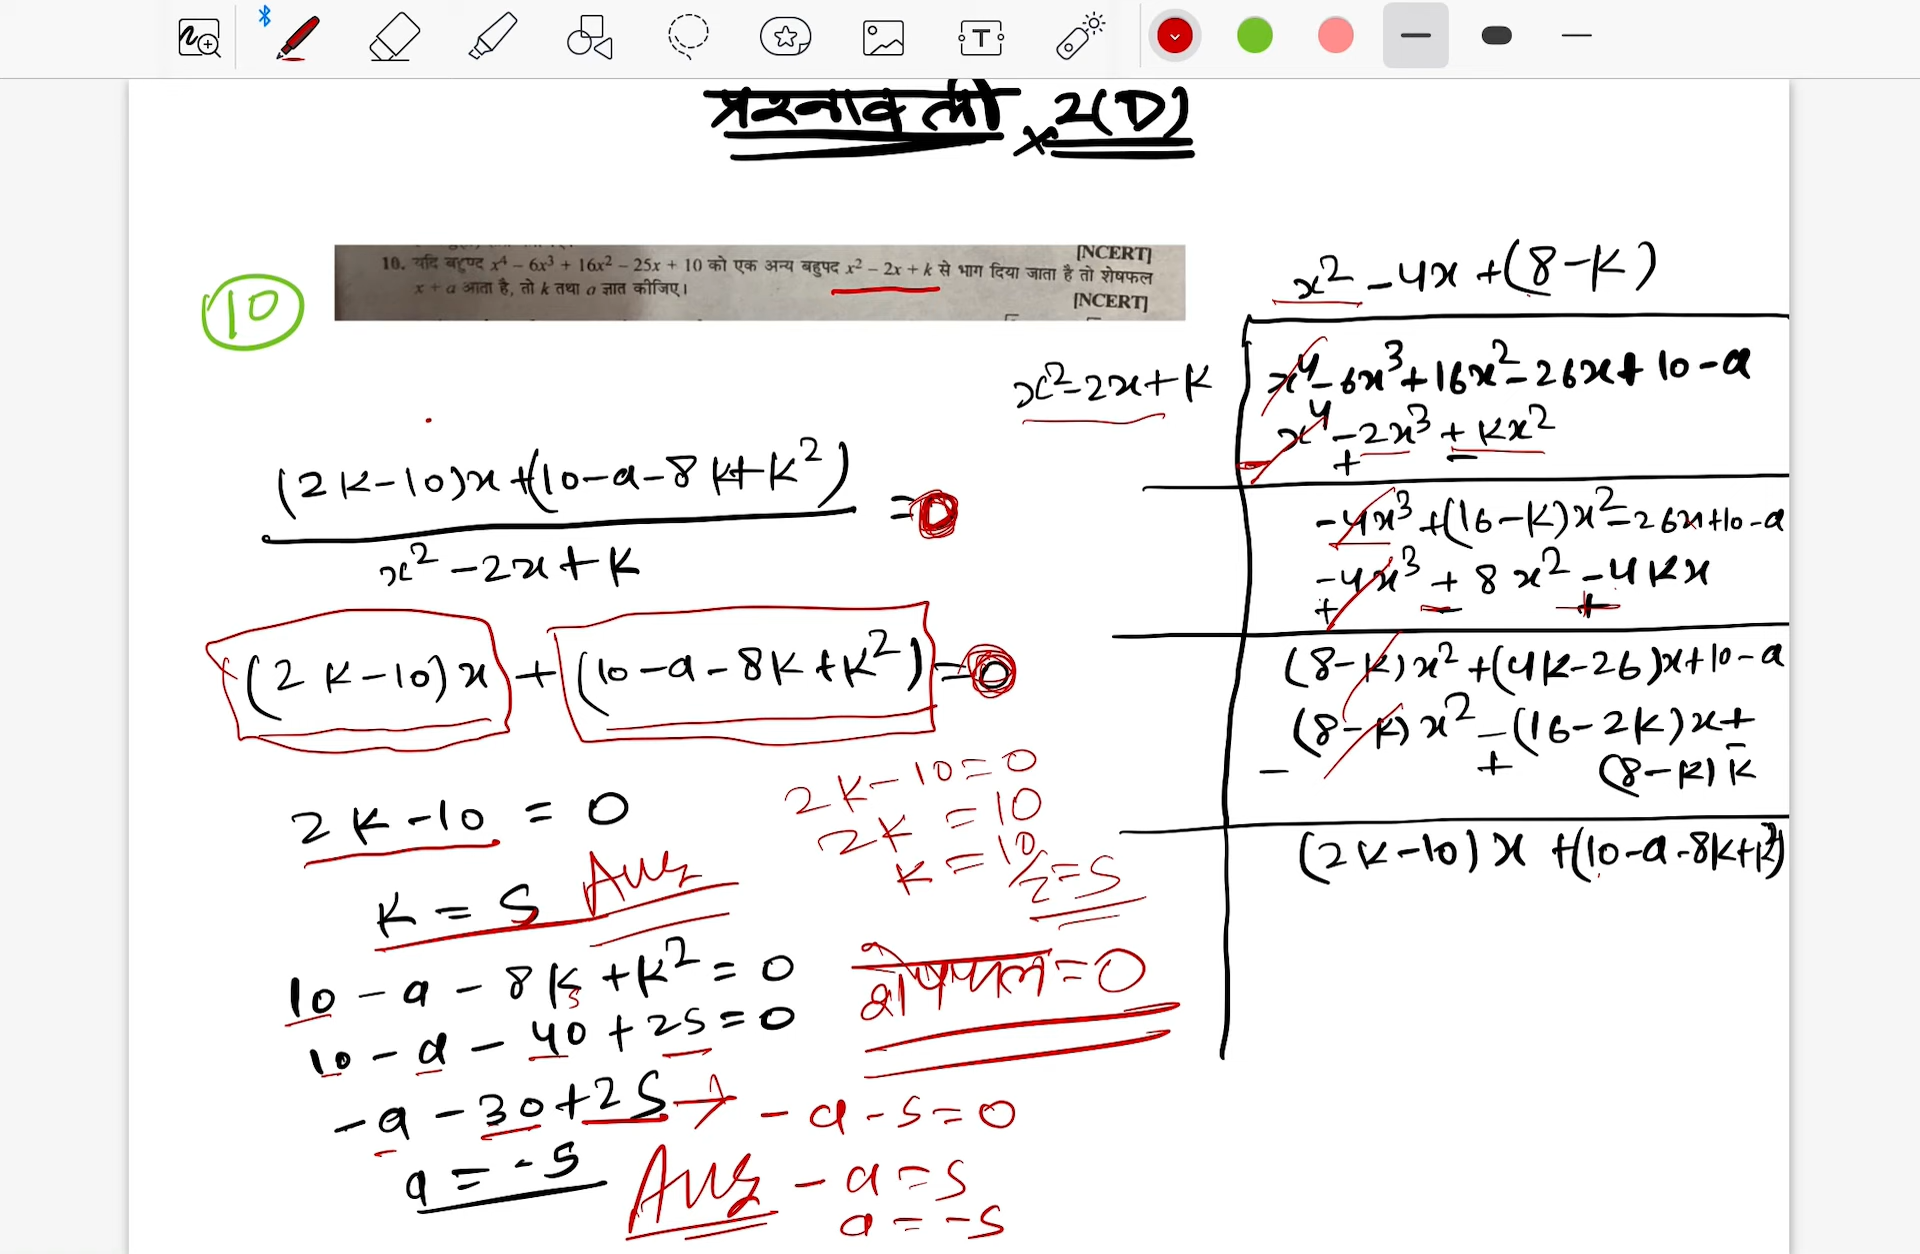 प्रश्नावली 2(D)
[NCERT]
10. यदि बहुपद x⁴ – 6x³ + 16x² – 25x + 10 को एक अन्य बहुपद x² – 2x + k से भाग दिया जाता है तो शेषफल
x + a आता है, तो k तथा a ज्ञात कीजिए।
[NCERT]
10
x² - 4x + (8-K)
x² - 2x + K
x⁴ - 6x³ + 16x² - 26x + 10 - a
x⁴ - 2x³ + Kx²
- + -
-4x³ + (16-K)x² - 26x + 10 - a
-4x³ + 8x² - 4Kx
+ - +
(8-K)x² + (4K-26)x + 10 - a
(8-K)x² - (16-2K)x +
(8-K)K
- + -
(2K-10)x + (10-a-8K+K²)
(2K-10)x + (10-a-8K+K²)
x² - 2x + K
= 0
(2K-10)x + (10-a-8K+K²) = 0
2K-10 = 0
K = 5 Ans
2K-10=0
2K = 10
K = 10/2 = 5
10 - a - 8K + K² = 0
5
शेषफल = 0
10 - a - 40 + 25 = 0
-a - 30 + 25 → -a-5=0
a = -5 Ans
-a = 5
a = -5